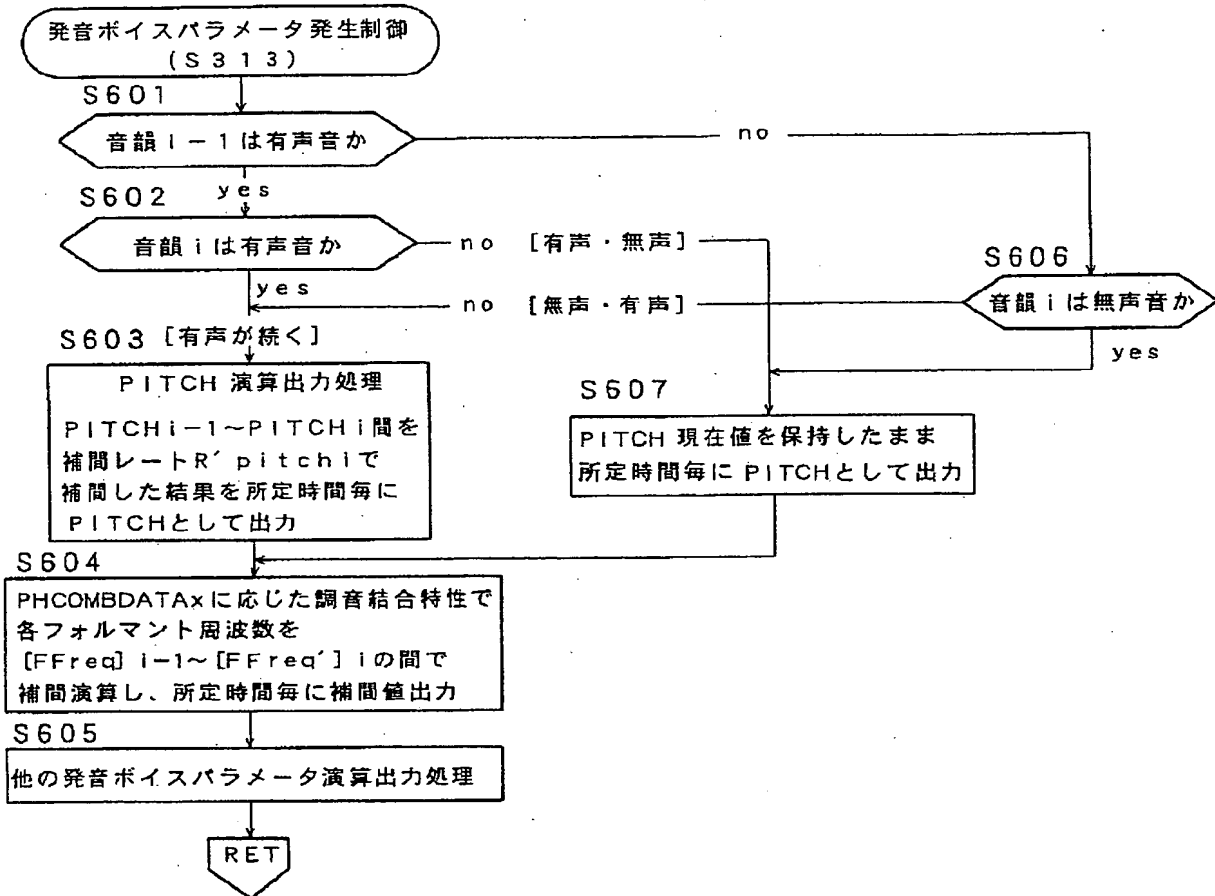 発音ボイスパラメータ発生制御
(S313)
S601
音韻i-1は有声音か
no
yes
S602
音韻iは有声音か
no [有声・無声]
yes
no [無声・有声]
S606
音韻iは無声音か
yes
S603 [有声が続く]
PITCH 演算出力処理
PITCHi-1~PITCHi間を
補間レートR´pitchiで
補間した結果を所定時間毎に
PITCHとして出力
S607
PITCH 現在値を保持したまま
所定時間毎に PITCHとして出力
S604
PHCOMBDATAxに応じた調音結合特性で
各フォルマント周波数を
[FFreq] i-1~[FFreq´] iの間で
補間演算し、所定時間毎に補間値出力
S605
他の発音ボイスパラメータ演算出力処理
RET